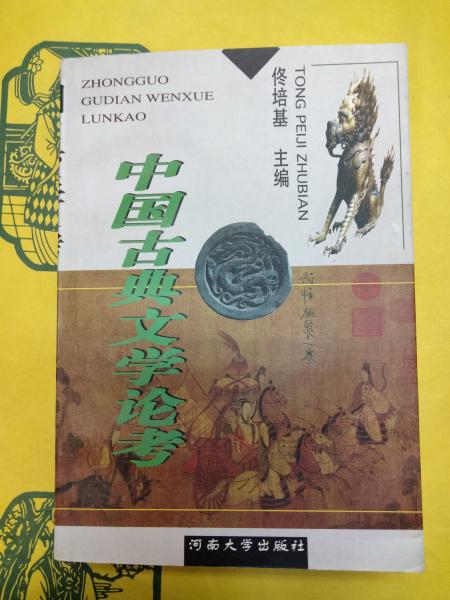 ZHONGGUO
GUDIAN WENXUE
LUNKAO
佟培基 主编
TONG PEIJI ZHUBIAN
中国古典文学论考
河南大学出版社